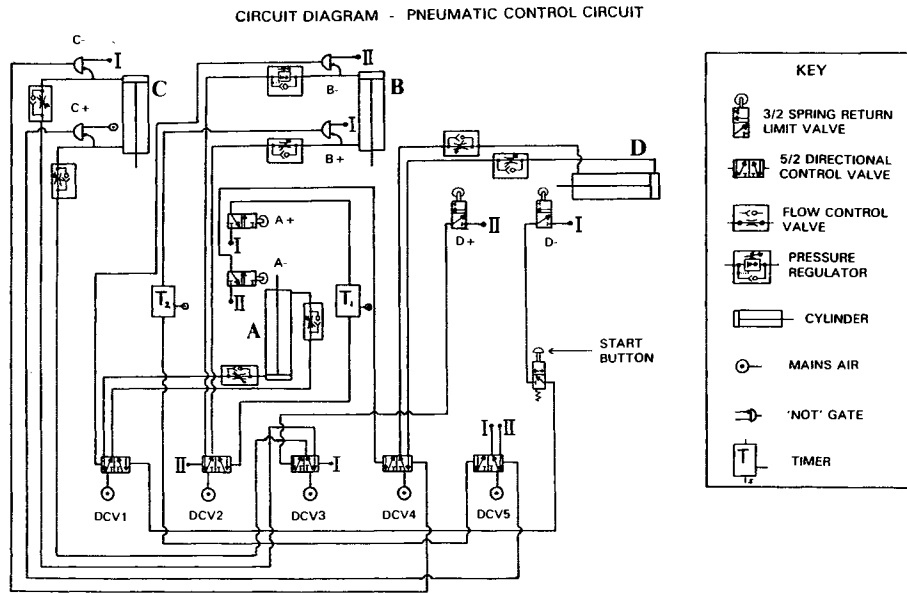 CIRCUIT DIAGRAM - PNEUMATIC CONTROL CIRCUIT
C-
I
C
C+
II
B-
B
I
B+
D
A+
I
A-
II
A
T2
T1
II
D+
I
D-
START
BUTTON
II
I
I II
DCV1
DCV2
DCV3
DCV4
DCV5
KEY
3/2 SPRING RETURN
LIMIT VALVE
5/2 DIRECTIONAL
CONTROL VALVE
FLOW CONTROL
VALVE
PRESSURE
REGULATOR
CYLINDER
MAINS AIR
'NOT' GATE
T
TIMER